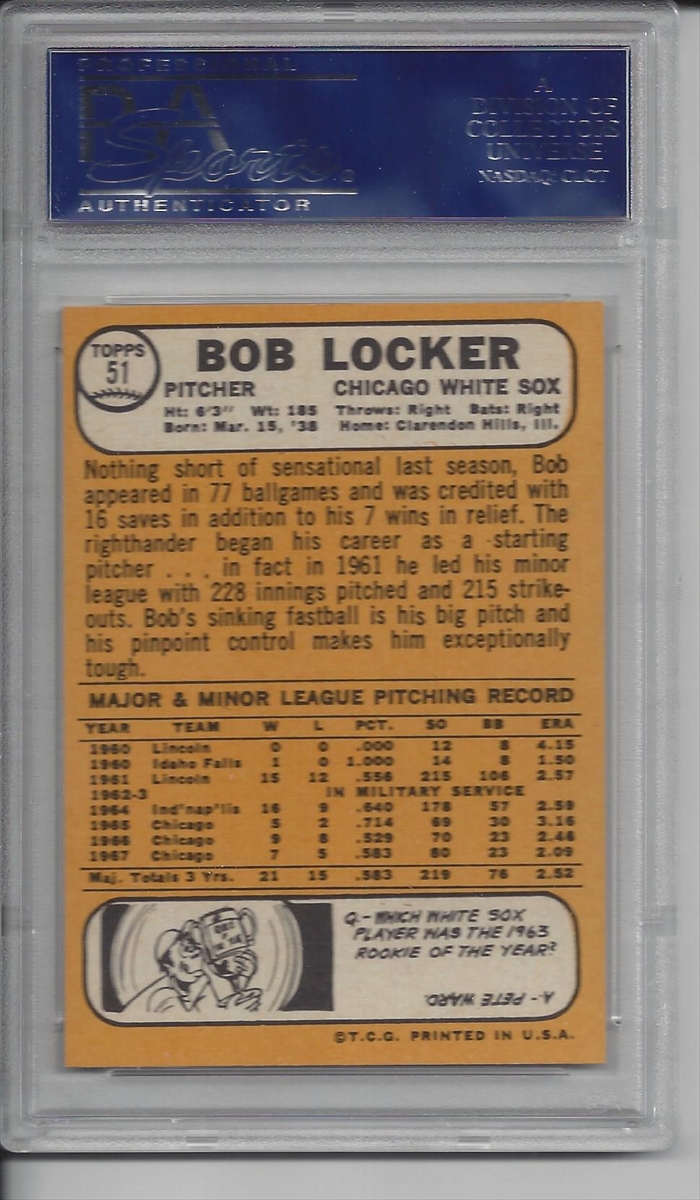 PROFESSIONAL
PSA
Sports
AUTHENTICATOR
A
DIVISION OF
COLLECTORS
UNIVERSE
NASDAQ: CLCT
TOPPS
51
BOB LOCKER
PITCHER CHICAGO WHITE SOX
Ht: 6'3" Wt: 185 Throws: Right Bats: Right
Born: Mar. 15, '38 Home: Clarendon Hills, Ill.
Nothing short of sensational last season, Bob
appeared in 77 ballgames and was credited with
16 saves in addition to his 7 wins in relief. The
righthander began his career as a starting
pitcher . . . in fact in 1961 he led his minor
league with 228 innings pitched and 215 strike-
outs. Bob's sinking fastball is his big pitch and
his pinpoint control makes him exceptionally
tough.
MAJOR & MINOR LEAGUE PITCHING RECORD
YEAR TEAM W L PCT. SO BB ERA
1960 Lincoln 0 0 .000 12 8 4.15
1960 Idaho Falls 1 0 1.000 14 8 1.50
1961 Lincoln 15 12 .556 215 106 2.57
1962-3 IN MILITARY SERVICE
1964 Ind'nap'lis 16 9 .640 178 57 2.59
1965 Chicago 5 2 .714 69 30 3.16
1966 Chicago 9 8 .529 70 23 2.46
1967 Chicago 7 5 .583 80 23 2.09
Maj. Totals 3 Yrs. 21 15 .583 219 76 2.52
Q.-WHICH WHITE SOX
PLAYER WAS THE 1963
ROOKIE OF THE YEAR?
A.- PETE WARD.
©T.C.G. PRINTED IN U.S.A.